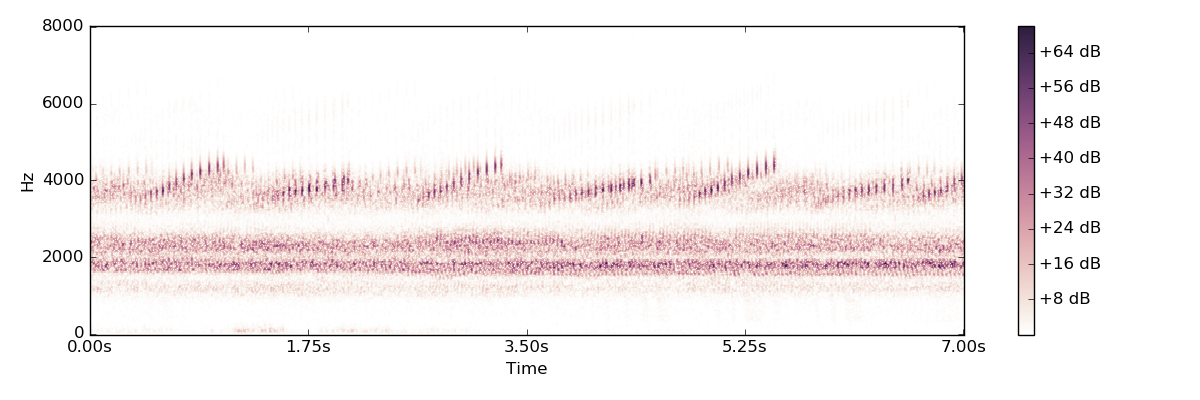 8000
6000
4000
2000
0
Hz
0.00s
1.75s
3.50s
5.25s
7.00s
Time
+64 dB
+56 dB
+48 dB
+40 dB
+32 dB
+24 dB
+16 dB
+8 dB